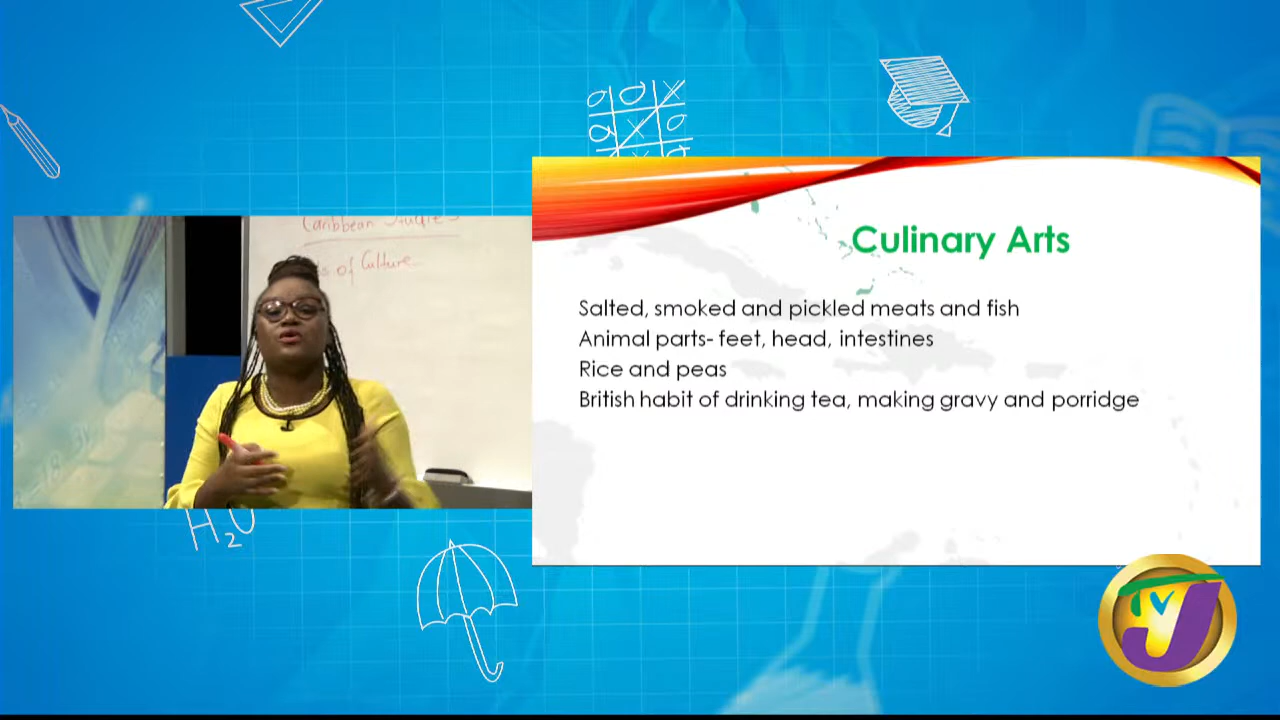 Caribbean Studies
of Culture
Culinary Arts
Salted, smoked and pickled meats and fish
Animal parts- feet, head, intestines
Rice and peas
British habit of drinking tea, making gravy and porridge
H2O
TVJ